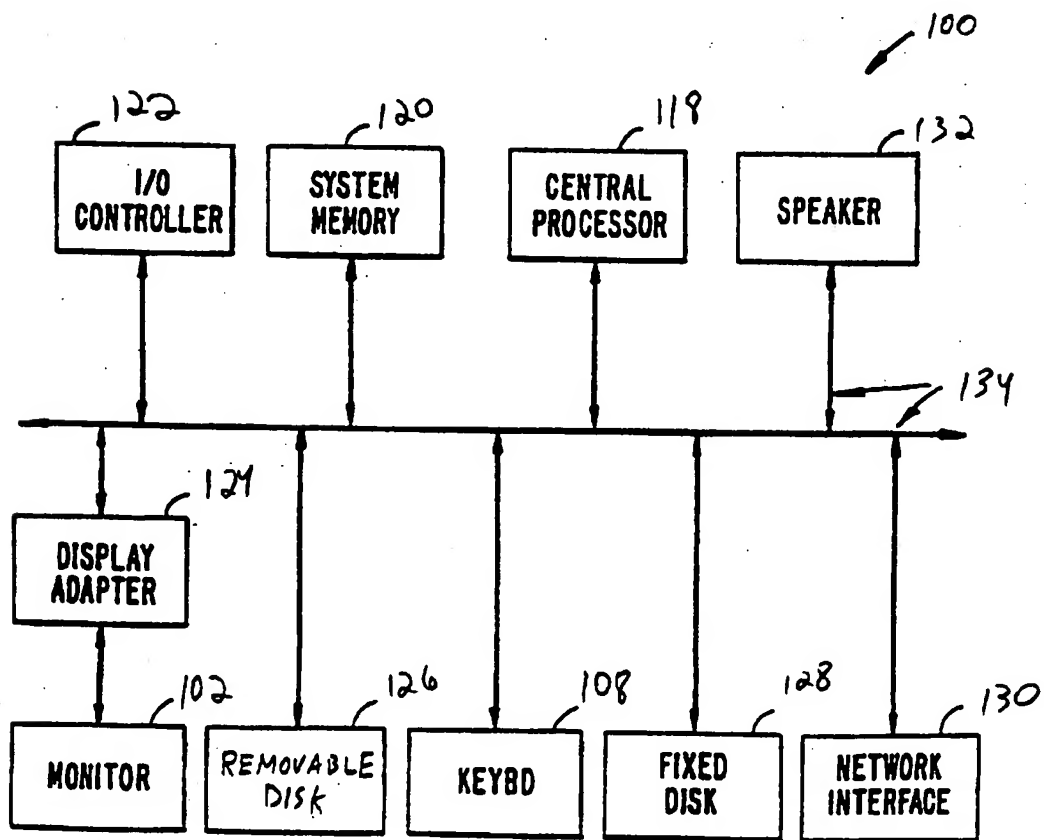 100
122
120
118
132
I/O
CONTROLLER
SYSTEM
MEMORY
CENTRAL
PROCESSOR
SPEAKER
134
124
DISPLAY
ADAPTER
102
126
108
128
130
MONITOR
REMOVABLE
DISK
KEYBD
FIXED
DISK
NETWORK
INTERFACE